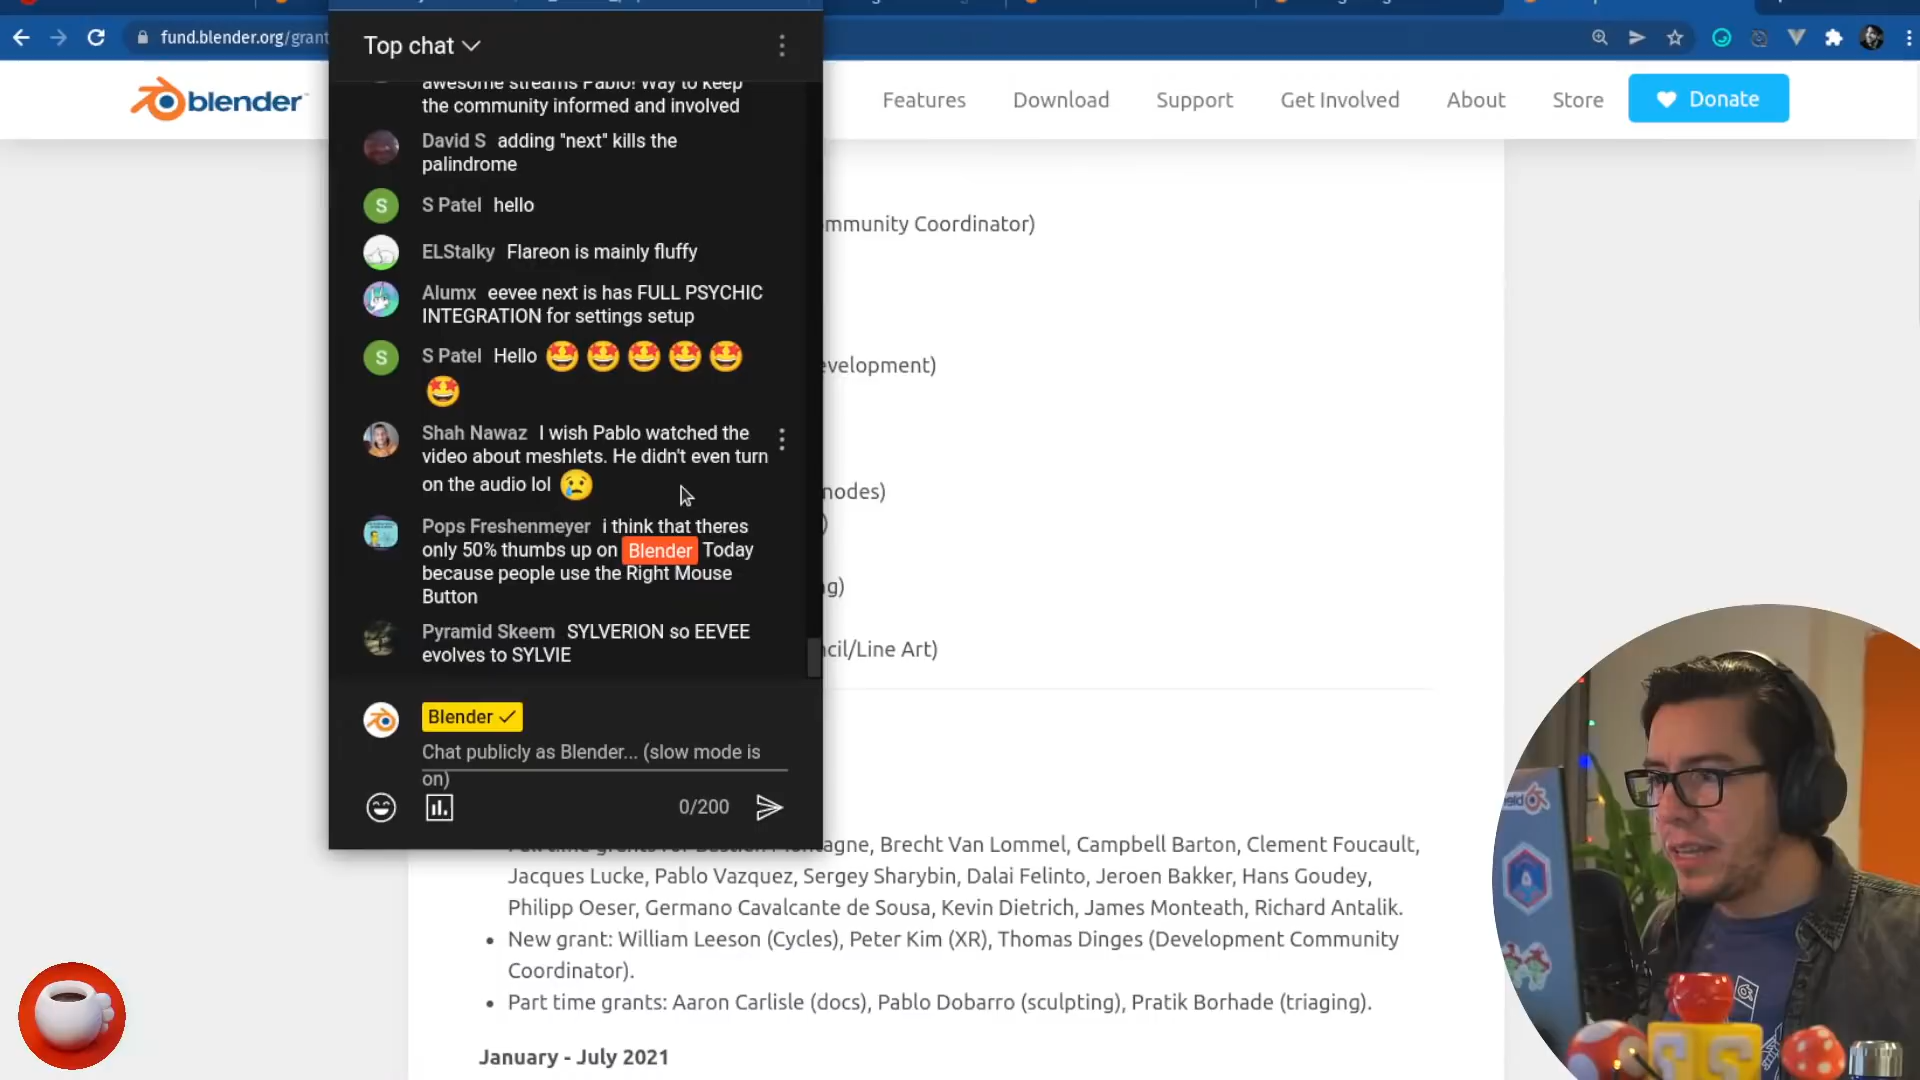 fund.blender.org/grant
Top chat
blender
Features
Download
Support
Get Involved
About
Store
Donate
awesome streams Pablo! Way to keep
the community informed and involved
David S adding "next" kills the
palindrome
S
S Patel hello
ELStalky Flareon is mainly fluffy
Alumx eevee next is has FULL PSYCHIC
INTEGRATION for settings setup
S
S Patel Hello 🤩 🤩 🤩 🤩 🤩
🤩
Shah Nawaz I wish Pablo watched the
video about meshlets. He didn't even turn
on the audio lol 😢
Pops Freshenmeyer i think that theres
only 50% thumbs up on Blender Today
because people use the Right Mouse
Button
Pyramid Skeem SYLVERION so EEVEE
evolves to SYLVIE
Blender ✓
Chat publicly as Blender... (slow mode is
on)
0/200
mmunity Coordinator)
evelopment)
nodes)
)
g)
cil/Line Art)
agne, Brecht Van Lommel, Campbell Barton, Clement Foucault,
Jacques Lucke, Pablo Vazquez, Sergey Sharybin, Dalai Felinto, Jeroen Bakker, Hans Goudey,
Philipp Oeser, Germano Cavalcante de Sousa, Kevin Dietrich, James Monteath, Richard Antalik.
• New grant: William Leeson (Cycles), Peter Kim (XR), Thomas Dinges (Development Community
Coordinator).
• Part time grants: Aaron Carlisle (docs), Pablo Dobarro (sculpting), Pratik Borhade (triaging).
January - July 2021